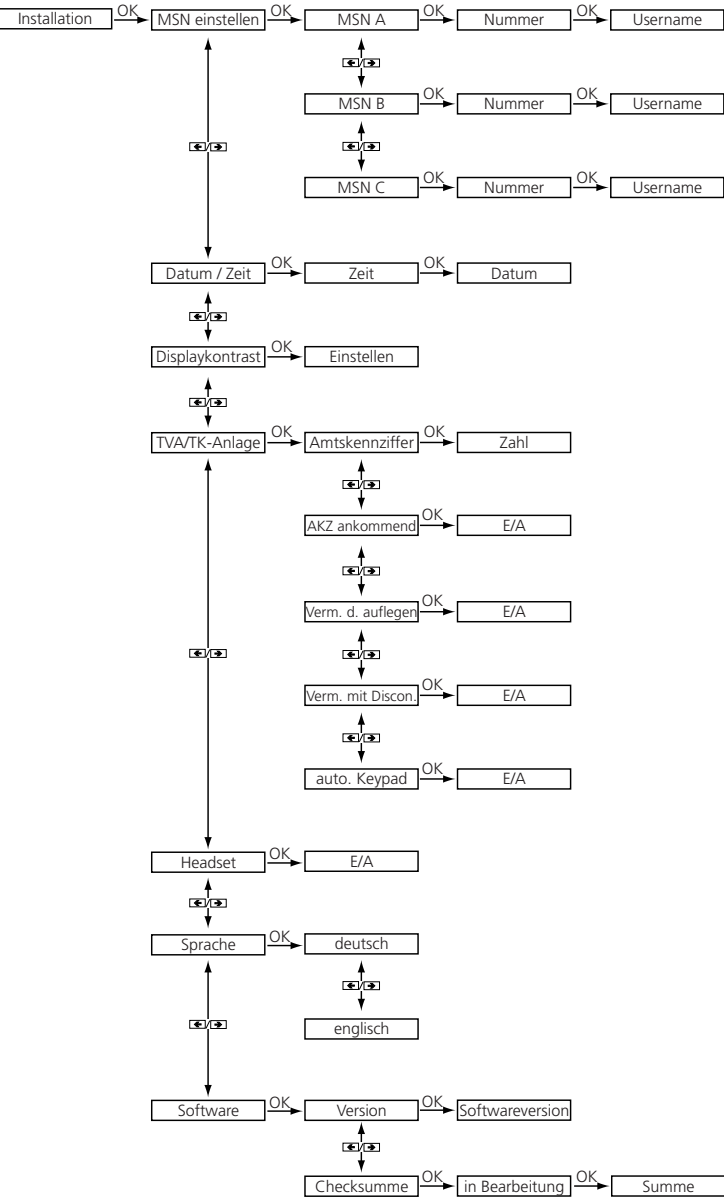 Installation OK MSN einstellen OK MSN A OK Nummer OK Username
MSN B OK Nummer OK Username
MSN C OK Nummer OK Username
Datum / Zeit OK Zeit OK Datum
Displaykontrast OK Einstellen
TVA/TK-Anlage OK Amtskennziffer OK Zahl
AKZ ankommend OK E/A
Verm. d. auflegen OK E/A
Verm. mit Discon. OK E/A
auto. Keypad OK E/A
Headset OK E/A
Sprache OK deutsch
englisch
Software OK Version OK Softwareversion
Checksumme OK in Bearbeitung OK Summe